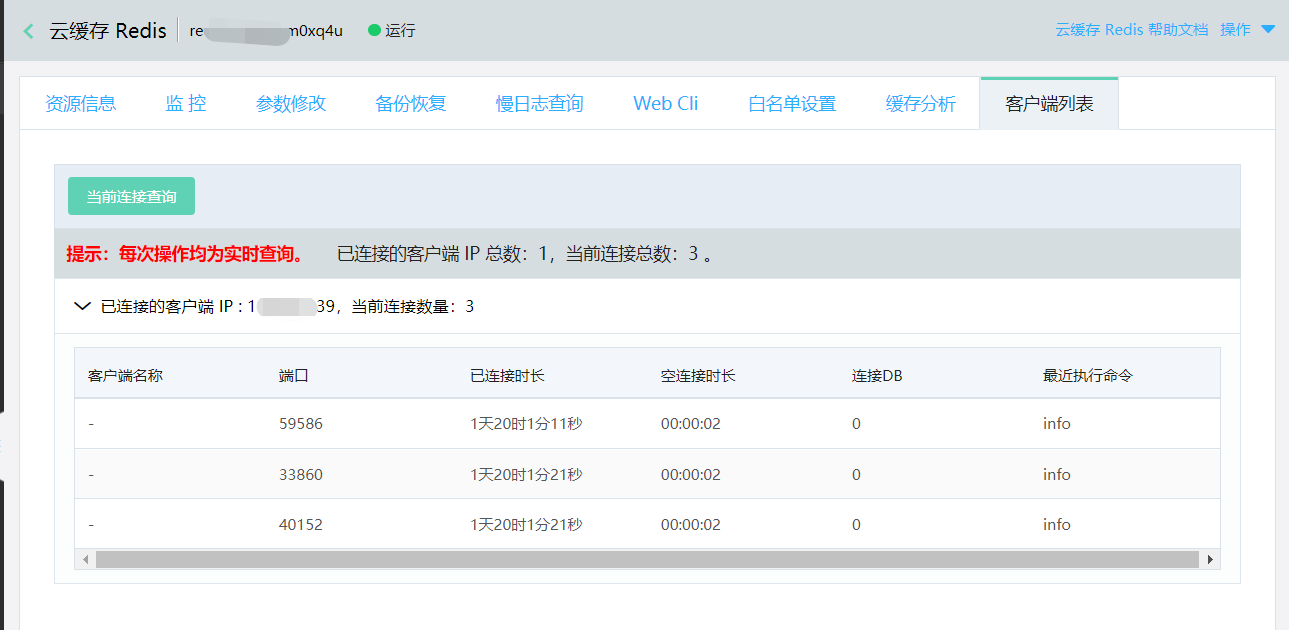 云缓存 Redis re m0xq4u 运行 云缓存 Redis 帮助文档 操作
资源信息 监 控 参数修改 备份恢复 慢日志查询 Web Cli 白名单设置 缓存分析 客户端列表
当前连接查询
提示：每次操作均为实时查询。 已连接的客户端 IP 总数：1，当前连接总数：3 。
已连接的客户端 IP : 1 39，当前连接数量：3
客户端名称 端口 已连接时长 空连接时长 连接DB 最近执行命令
- 59586 1天20时1分11秒 00:00:02 0 info
- 33860 1天20时1分21秒 00:00:02 0 info
- 40152 1天20时1分21秒 00:00:02 0 info